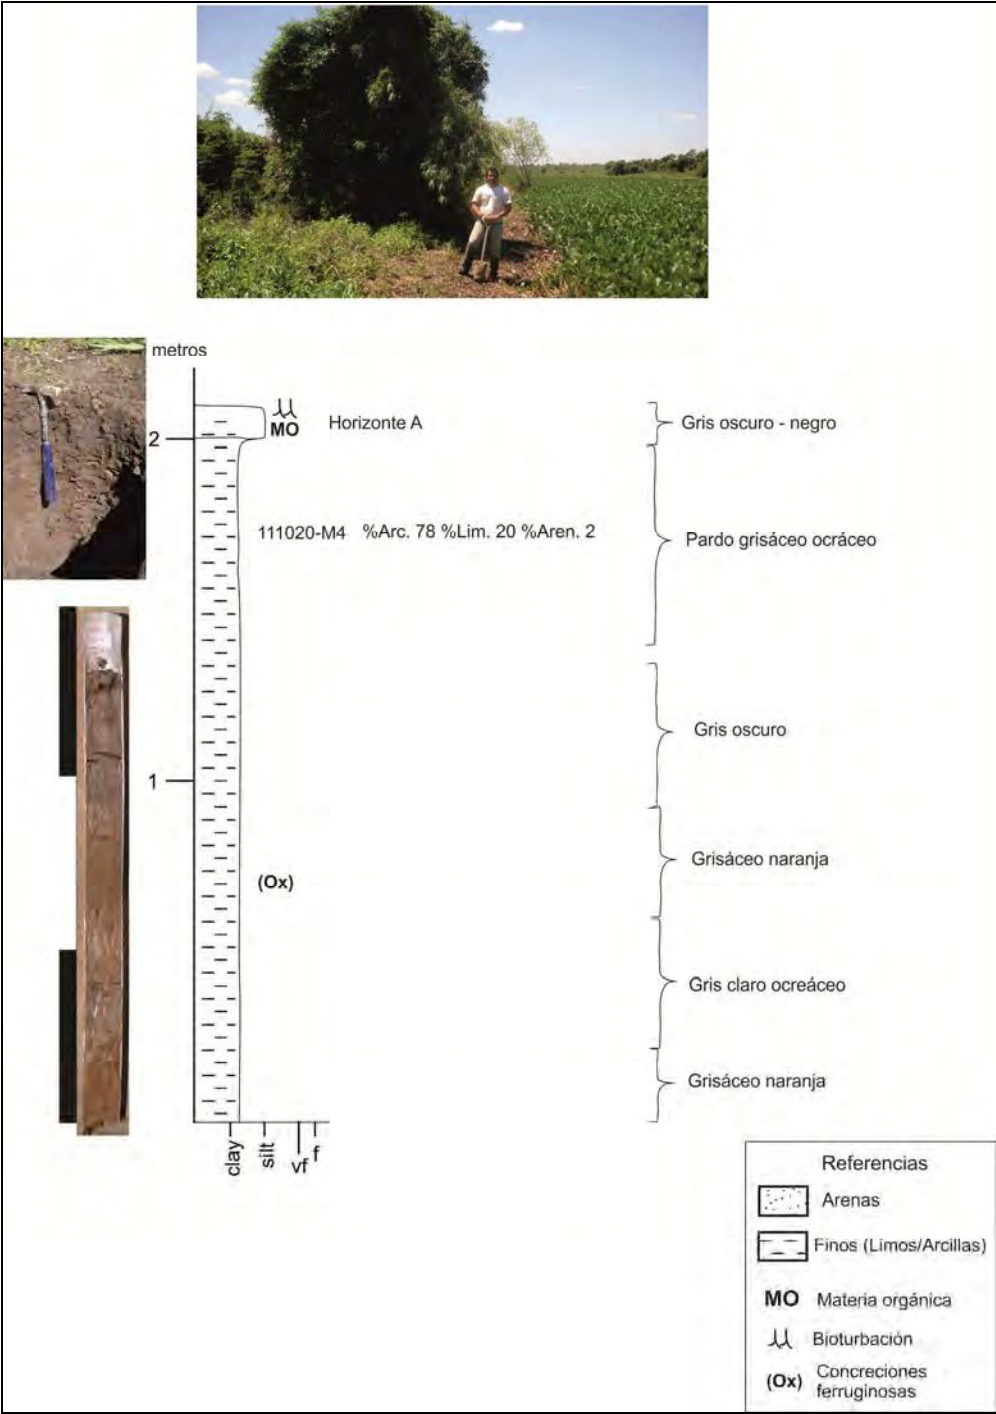 metros
MO Horizonte A
Gris oscuro - negro
2
111020-M4 %Arc. 78 %Lim. 20 %Aren. 2
Pardo grisáceo ocráceo
Gris oscuro
1
Grisáceo naranja
(Ox)
Gris claro ocreáceo
Grisáceo naranja
clay
silt
vf
f
Referencias
Arenas
Finos (Limos/Arcillas)
MO Materia orgánica
Bioturbación
(Ox) Concreciones
ferruginosas